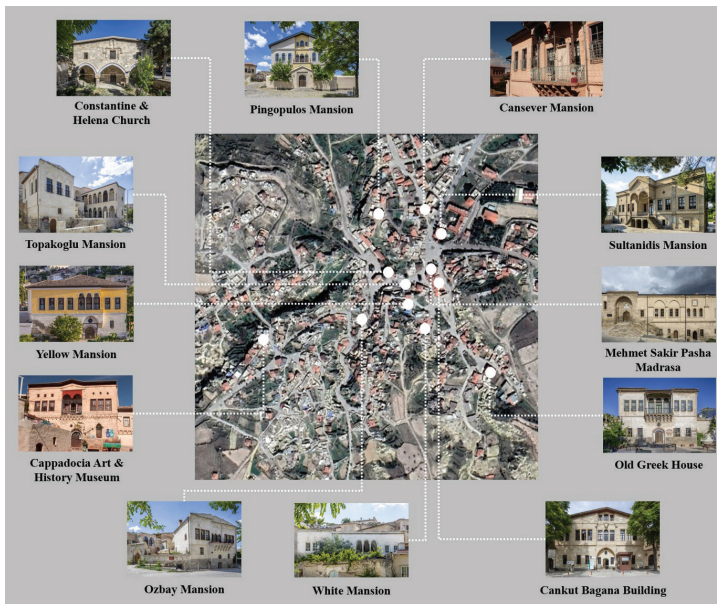 Constantine &
Helena Church
Pingopulos Mansion
Cansever Mansion
Topakoglu Mansion
Sultanidis Mansion
Yellow Mansion
Mehmet Sakir Pasha
Madrasa
Cappadocia Art &
History Museum
Old Greek House
Ozbay Mansion
White Mansion
Cankut Bagana Building